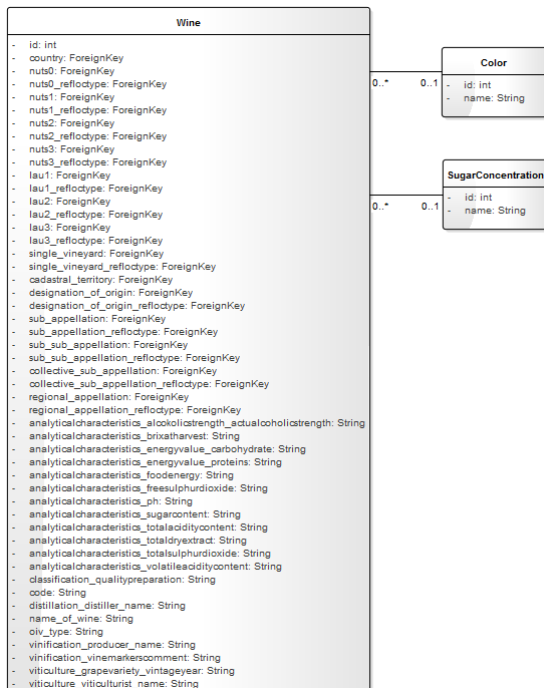 Wine
- id: int
- country: ForeignKey
- nuts0: ForeignKey
- nuts0_refloctype: ForeignKey
- nuts1: ForeignKey
- nuts1_refloctype: ForeignKey
- nuts2: ForeignKey
- nuts2_refloctype: ForeignKey
- nuts3: ForeignKey
- nuts3_refloctype: ForeignKey
- lau1: ForeignKey
- lau1_refloctype: ForeignKey
- lau2: ForeignKey
- lau2_refloctype: ForeignKey
- lau3: ForeignKey
- lau3_refloctype: ForeignKey
- single_vineyard: ForeignKey
- single_vineyard_refloctype: ForeignKey
- cadastral_territory: ForeignKey
- designation_of_origin: ForeignKey
- designation_of_origin_refloctype: ForeignKey
- sub_appellation: ForeignKey
- sub_appellation_refloctype: ForeignKey
- sub_sub_appellation: ForeignKey
- sub_sub_appellation_refloctype: ForeignKey
- collective_sub_appellation: ForeignKey
- collective_sub_appellation_refloctype: ForeignKey
- regional_appellation: ForeignKey
- regional_appellation_refloctype: ForeignKey
- analyticalcharacteristics_alcokolicstrength_actualcoholicstrength: String
- analyticalcharacteristics_brixatharvest: String
- analyticalcharacteristics_energyvalue_carbohydrate: String
- analyticalcharacteristics_energyvalue_proteins: String
- analyticalcharacteristics_foodenergy: String
- analyticalcharacteristics_freesulphurdioxide: String
- analyticalcharacteristics_ph: String
- analyticalcharacteristics_sugarcontent: String
- analyticalcharacteristics_totalaciditycontent: String
- analyticalcharacteristics_totaldryextract: String
- analyticalcharacteristics_totalsulphurdioxide: String
- analyticalcharacteristics_volatileaciditycontent: String
- classification_qualitypreparation: String
- code: String
- distillation_distiller_name: String
- name_of_wine: String
- oiv_type: String
- vinification_producer_name: String
- vinification_vinemarkerscomment: String
- viticulture_grapevariety_vintageyear: String
- viticulture_viticulturist_name: String
0..* 0..1
Color
- id: int
- name: String
0..* 0..1
SugarConcentration
- id: int
- name: String